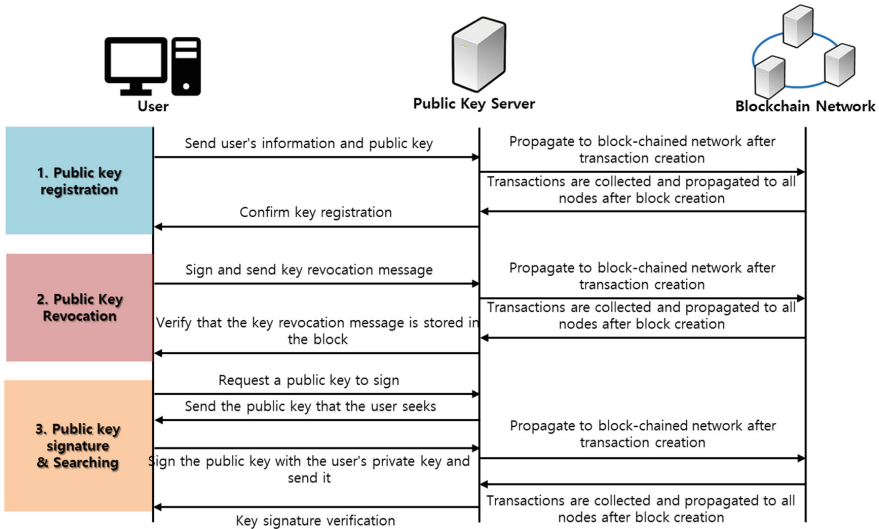 User
Public Key Server
Blockchain Network
1. Public key
registration
Send user's information and public key
Propagate to block-chained network after
transaction creation
Transactions are collected and propagated to all
nodes after block creation
Confirm key registration
2. Public Key
Revocation
Sign and send key revocation message
Propagate to block-chained network after
transaction creation
Transactions are collected and propagated to all
nodes after block creation
Verify that the key revocation message is stored in
the block
3. Public key
signature
& Searching
Request a public key to sign
Send the public key that the user seeks
Propagate to block-chained network after
transaction creation
Sign the public key with the user's private key and
send it
Transactions are collected and propagated to all
nodes after block creation
Key signature verification